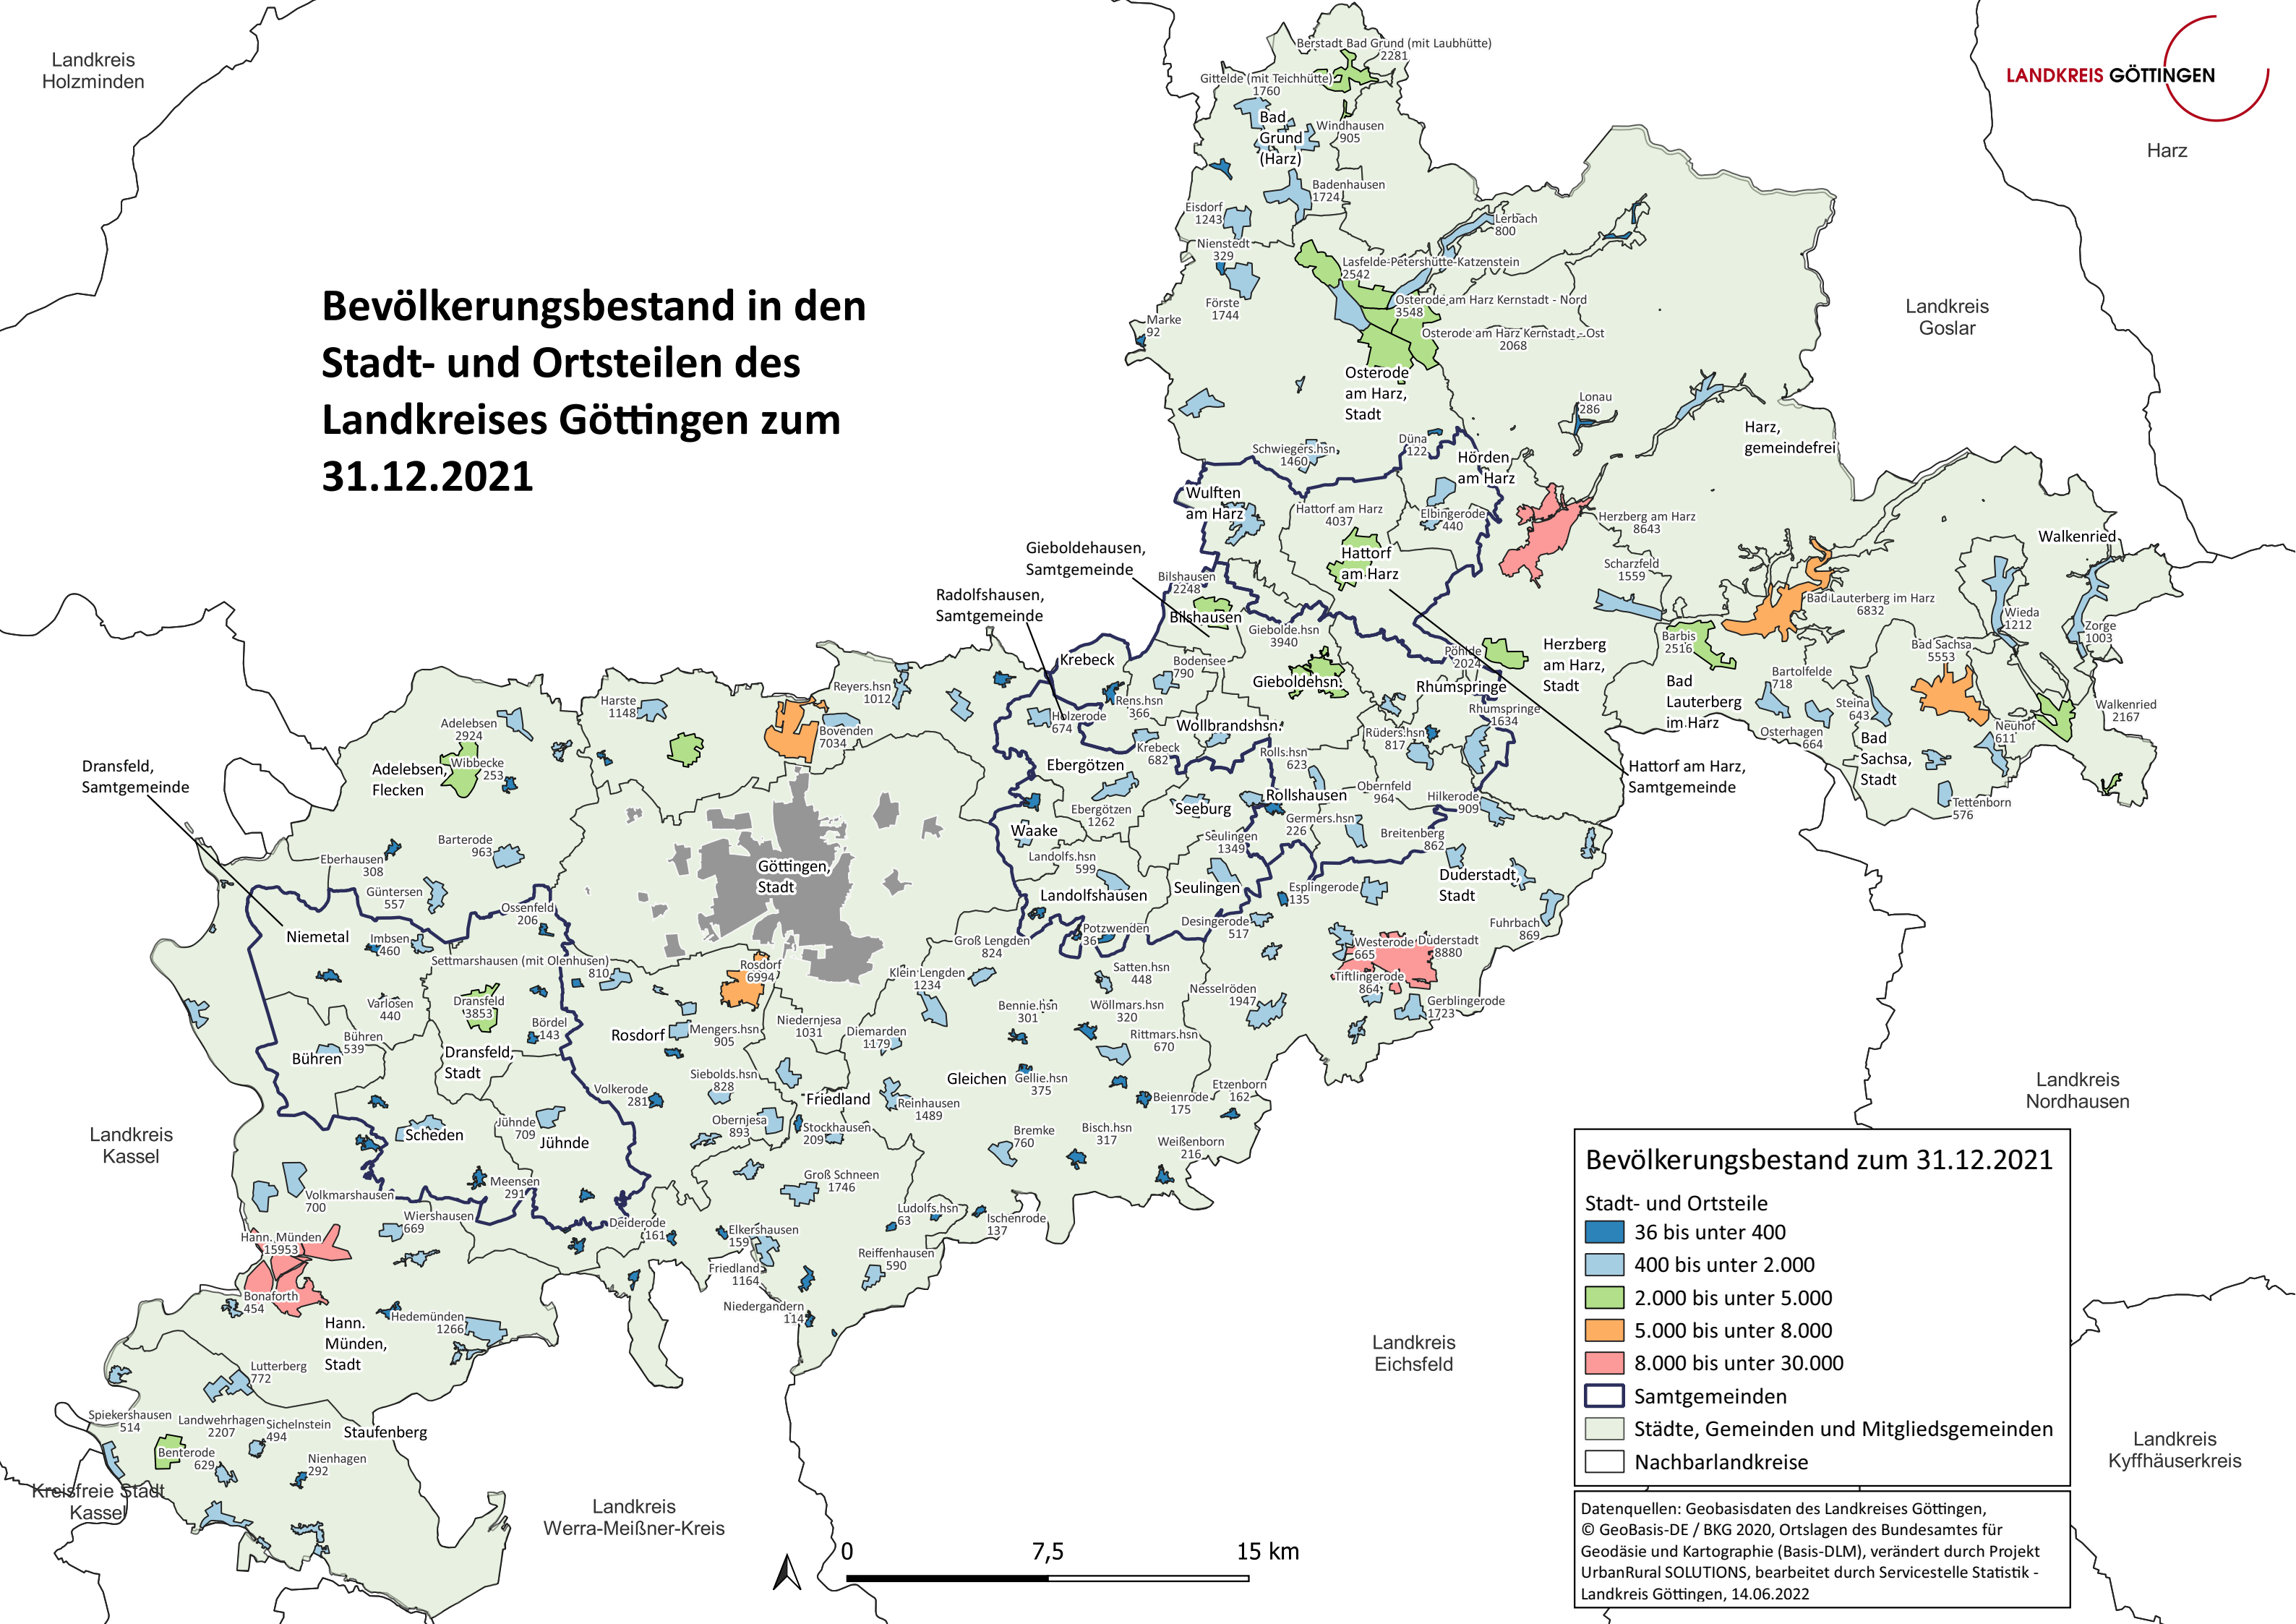 Landkreis
Holzminden
LANDKREIS GÖTTINGEN
Harz
Bevölkerungsbestand in den
Stadt- und Ortsteilen des
Landkreises Göttingen zum
31.12.2021
Berstadt Bad Grund (mit Laubhütte)
2281
Gittelde (mit Teichhütte)
1760
Bad
Grund
(Harz)
Windhausen
905
Badenhausen
1724
Eisdorf
1243
Nienstedt
329
Förste
1744
Lerbach
800
Lasfelde-Petershütte-Katzenstein
2542
Osterode am Harz Kernstadt - Nord
3548
Osterode am Harz Kernstadt - Ost
2068
Marke
92
Osterode
am Harz,
Stadt
Lonau
286
Landkreis
Goslar
Harz,
gemeindefrei
Schwiegers.hsn
1460
Düna
122
Hörden
am Harz
Wulften
am Harz
Hattorf am Harz
4037
Elbingerode
440
Hattorf
am Harz
Herzberg am Harz
8643
Scharzfeld
1559
Walkenried
Gieboldehausen,
Samtgemeinde
Radolfshausen,
Samtgemeinde
Bilshausen
2248
Bilshausen
Giebolde.hsn
3940
Bad Lauterberg im Harz
6832
Wieda
1212
Zorge
1003
Barbis
2516
Herzberg
am Harz,
Stadt
Pöhlde
2024
Bad Sachsa
5553
Bartolfelde
718
Bad
Lauterberg
im Harz
Steina
643
Osterhagen
664
Neuhof
611
Walkenried
2167
Bad
Sachsa,
Stadt
Tettenborn
576
Krebeck
Bodensee
790
Gieboldehsn.
Rhumspringe
Rhumspringe
1634
Reyers.hsn
1012
Rens.hsn
366
Holzerode
674
Wollbrandshsn.
Krebeck
682
Rüders.hsn
817
Rolls.hsn
623
Harste
1148
Bovenden
7034
Adelebsen
2924
Wibbecke
253
Adelebsen,
Flecken
Dransfeld,
Samtgemeinde
Hattorf am Harz,
Samtgemeinde
Ebergötzen
Ebergötzen
1262
Seeburg
Rollshausen
Obernfeld
964
Hilkerode
909
Germers.hsn
226
Breitenberg
862
Waake
Seulingen
1349
Landolfs.hsn
599
Landolfshausen
Seulingen
Barterode
963
Eberhausen
308
Güntersen
557
Göttingen,
Stadt
Duderstadt,
Stadt
Esplingerode
135
Desingerode
517
Fuhrbach
869
Ossenfeld
206
Niemetal
Imbsen
460
Potzwenden
36
Groß Lengden
824
Westerode
665
Duderstadt
8880
Tiftlingerode
864
Gerblingerode
1723
Settmarshausen (mit Olenhusen)
810
Rosdorf
6994
Klein Lengden
1234
Satten.hsn
448
Nesselröden
1947
Varlosen
440
Dransfeld
3853
Bördel
143
Bennie.hsn
301
Wöllmars.hsn
320
Rittmars.hsn
670
Bühren
539
Bühren
Dransfeld,
Stadt
Rosdorf
Mengers.hsn
905
Niedernjesa
1031
Diemarden
1179
Gleichen
Gellie.hsn
375
Etzenborn
162
Beienrode
175
Siebolds.hsn
828
Volkerode
281
Friedland
Reinhausen
1489
Landkreis
Nordhausen
Scheden
Jühnde
709
Jühnde
Obernjesa
893
Stockhausen
209
Bremke
760
Bisch.hsn
317
Weißenborn
216
Landkreis
Kassel
Meensen
291
Groß Schneen
1746
Volkmarshausen
700
Wiershausen
669
Hann. Münden
15953
Deiderode
161
Elkershausen
159
Ludolfs.hsn
63
Ischenrode
137
Friedland
1164
Reiffenhausen
590
Bonaforth
454
Niedergandern
114
Hedemünden
1266
Hann.
Münden,
Stadt
Lutterberg
772
Spiekershausen
514
Landwehrhagen
2207
Sichelnstein
494
Staufenberg
Benterode
629
Nienhagen
292
Kreisfreie Stadt
Kassel
Landkreis
Werra-Meißner-Kreis
Landkreis
Eichsfeld
Landkreis
Kyffhäuserkreis
0 7,5 15 km
Bevölkerungsbestand zum 31.12.2021
Stadt- und Ortsteile
36 bis unter 400
400 bis unter 2.000
2.000 bis unter 5.000
5.000 bis unter 8.000
8.000 bis unter 30.000
Samtgemeinden
Städte, Gemeinden und Mitgliedsgemeinden
Nachbarlandkreise
Datenquellen: Geobasisdaten des Landkreises Göttingen,
© GeoBasis-DE / BKG 2020, Ortslagen des Bundesamtes für
Geodäsie und Kartographie (Basis-DLM), verändert durch Projekt
UrbanRural SOLUTIONS, bearbeitet durch Servicestelle Statistik -
Landkreis Göttingen, 14.06.2022